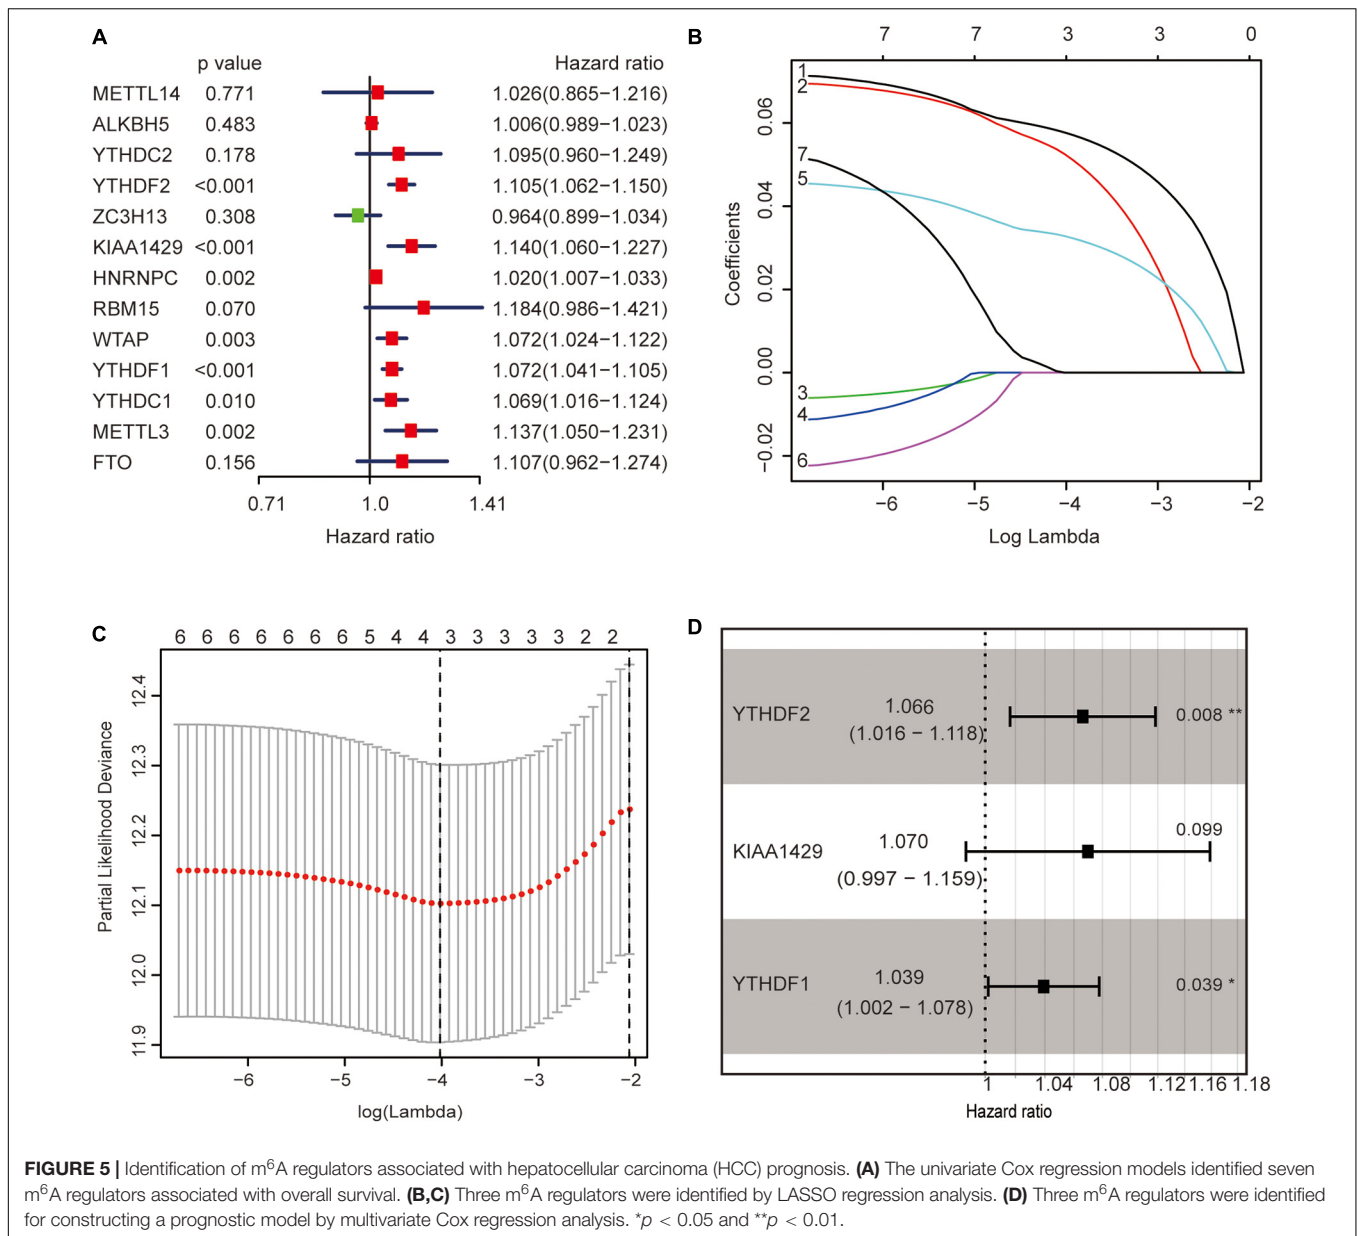 A
p value
Hazard ratio
METTL14 0.771 1.026(0.865−1.216)
ALKBH5 0.483 1.006(0.989−1.023)
YTHDC2 0.178 1.095(0.960−1.249)
YTHDF2 <0.001 1.105(1.062−1.150)
ZC3H13 0.308 0.964(0.899−1.034)
KIAA1429 <0.001 1.140(1.060−1.227)
HNRNPC 0.002 1.020(1.007−1.033)
RBM15 0.070 1.184(0.986−1.421)
WTAP 0.003 1.072(1.024−1.122)
YTHDF1 <0.001 1.072(1.041−1.105)
YTHDC1 0.010 1.069(1.016−1.124)
METTL3 0.002 1.137(1.050−1.231)
FTO 0.156 1.107(0.962−1.274)
0.71 1.0 1.41
Hazard ratio
B
7 7 3 3 0
Coefficients
0.06
0.04
0.02
0.00
−0.02
1
2
7
5
3
4
6
−6 −5 −4 −3 −2
Log Lambda
C
6 6 6 6 6 6 6 5 4 4 3 3 3 3 3 2 2
Partial Likelihood Deviance
12.4
12.3
12.2
12.1
12.0
11.9
−6 −5 −4 −3 −2
log(Lambda)
D
YTHDF2 1.066 0.008 **
(1.016 − 1.118)
KIAA1429 1.070 0.099
(0.997 − 1.159)
YTHDF1 1.039 0.039 *
(1.002 − 1.078)
1 1.04 1.08 1.12 1.16 1.18
Hazard ratio
FIGURE 5 | Identification of m⁶A regulators associated with hepatocellular carcinoma (HCC) prognosis. (A) The univariate Cox regression models identified seven
m⁶A regulators associated with overall survival. (B,C) Three m⁶A regulators were identified by LASSO regression analysis. (D) Three m⁶A regulators were identified
for constructing a prognostic model by multivariate Cox regression analysis. *p < 0.05 and **p < 0.01.